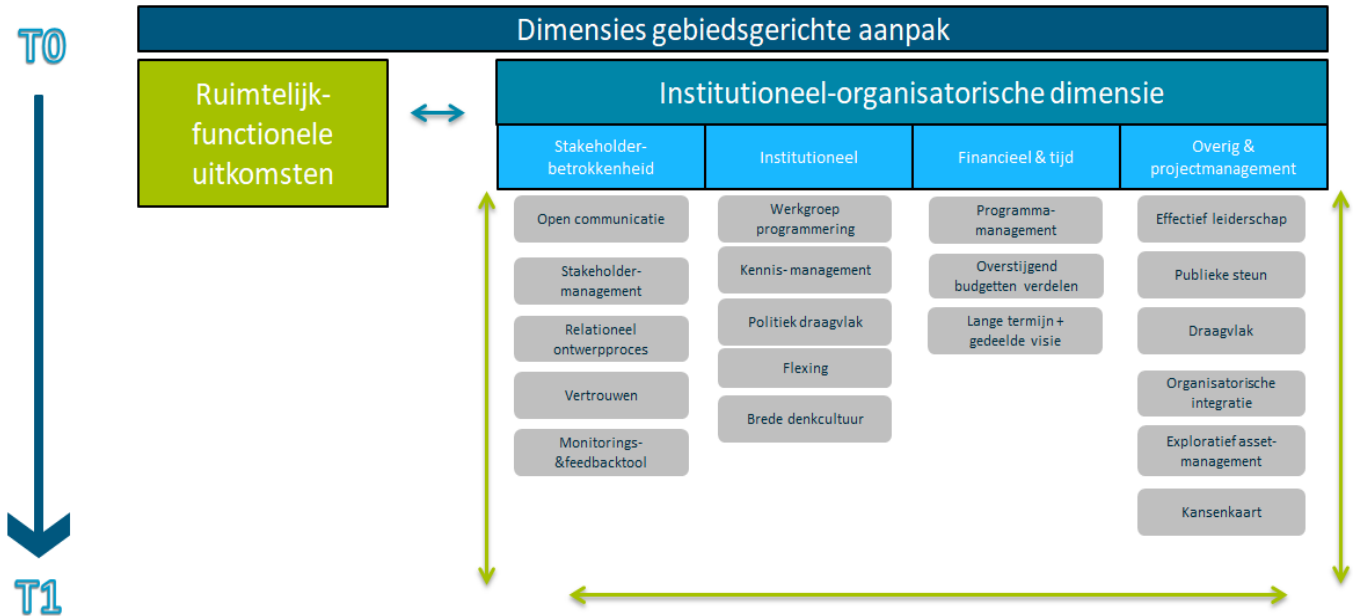 T0
Dimensies gebiedsgerichte aanpak
Ruimtelijk-
functionele
uitkomsten
Institutioneel-organisatorische dimensie
Stakeholder-
betrokkenheid
Institutioneel
Financieel & tijd
Overig &
projectmanagement
Open communicatie
Stakeholder-
management
Relationeel
ontwerpproces
Vertrouwen
Monitorings-
&feedbacktool
Werkgroep
programmering
Kennis- management
Politiek draagvlak
Flexing
Brede denkcultuur
Programma-
management
Overstijgend
budgetten verdelen
Lange termijn +
gedeelde visie
Effectief leiderschap
Publieke steun
Draagvlak
Organisatorische
integratie
Exploratief asset-
management
Kansenkaart
T1